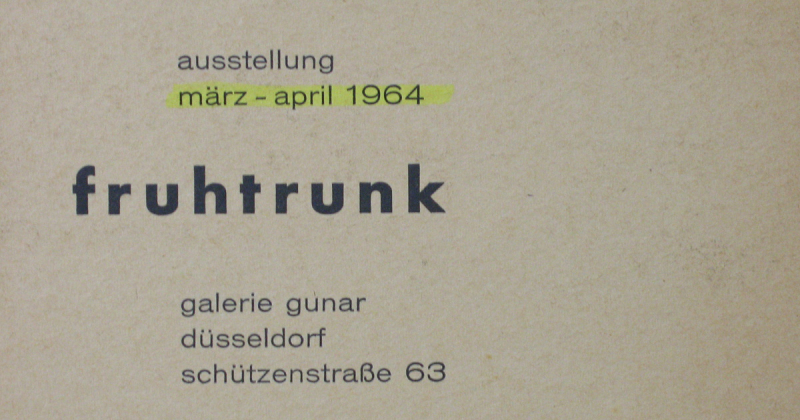 ausstellung
märz - april 1964
fruhtrunk
galerie gunar
düsseldorf
schützenstraße 63